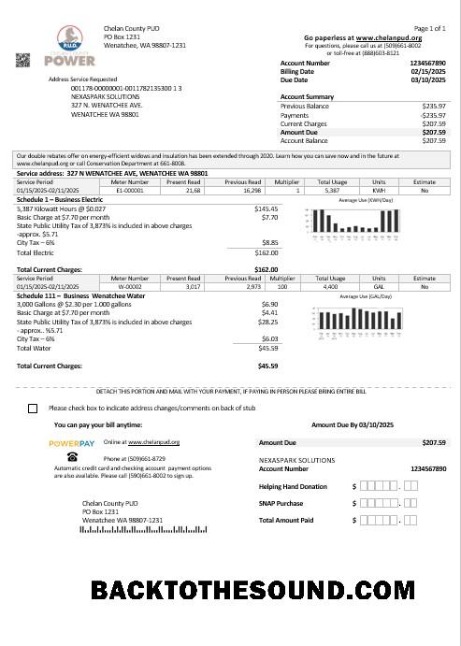 Chelan County PUD
PO Box 1231
Wenatchee, WA 98807-1231
P.U.D.
POWER
Page 1 of 1
Go paperless at www.chelanpud.org
For questions, please call us at (509)661-8002
or toll-free at (888)603-8121
Account Number 1234567890
Billing Date 02/15/2025
Due Date 03/10/2025
Address Service Requested
001178-00000001-0011782135300 1 3
NEXASPARK SOLUTIONS
327 N. WENATCHEE AVE.
WENATCHEE WA 98801
Account Summary
Previous Balance $235.97
Payments -$235.97
Current Charges $207.59
Amount Due $207.59
Account Balance $207.59
Our double rebates offer on energy-efficient widows and insulation has been extended through 2020. Learn how you can save now and in the future at
www.chelanpud.org or call Conservation Department at 661-8008.
Service address: 327 N WENATCHEE AVE, WENATCHEE, WA 98801
Service Period Meter Number Present Read Previous Read Multiplier Total Usage Units Estimate
01/15/2025-02/11/2025 E1-000001 21,68 16,298 1 5,387 KWH No
Schedule 1 – Business Electric
Average Use (KWH/Day)
5,387 Kilowatt Hours @ $0.027 $145.45
Basic Charge at $7.70 per month $7.70
State Public Utility Tax of 3,873% is included in above charges
-approx. $5.71
City Tax – 6% $8.85
Total Electric $162.00
Total Current Charges: $162.00
Service Period Meter Number Present Read Previous Read Multiplier Total Usage Units Estimate
01/15/2025-02/11/2025 W-00002 3,017 2,973 100 4,400 GAL No
Schedule 111 – Business Wenatchee Water
Average Use (GAL/Day)
3,000 Gallons @ $2.30 per 1.000 gallons $6.90
Basic Charge at $7.70 per month $4.41
State Public Utility Tax of 3,873% is included in above charges $28.25
- approx.. %5.71
City Tax – 6% $6.03
Total Water $45.59
Total Current Charges: $45.59
DETACH THIS PORTION AND MAIL WITH YOUR PAYMENT, IF PAYING IN PERSON PLEASE BRING ENTIRE BILL
Please check box to indicate address changes/comments on back of stub
You can pay your bill anytime:
POWERPAY Online at www.chelanpud.org
Phone at (509)661-8729
Automatic credit card and checking account payment options
are also available. Please call (590)661-8002 to sign up.
Amount Due By 03/10/2025
Amount Due $207.59
NEXASPARK SOLUTIONS
Account Number 1234567890
Helping Hand Donation $
SNAP Purchase $
Total Amount Paid $
Chelan County PUD
PO Box 1231
Wenatchee WA 98807-1231
BACKTOTHESOUND.COM